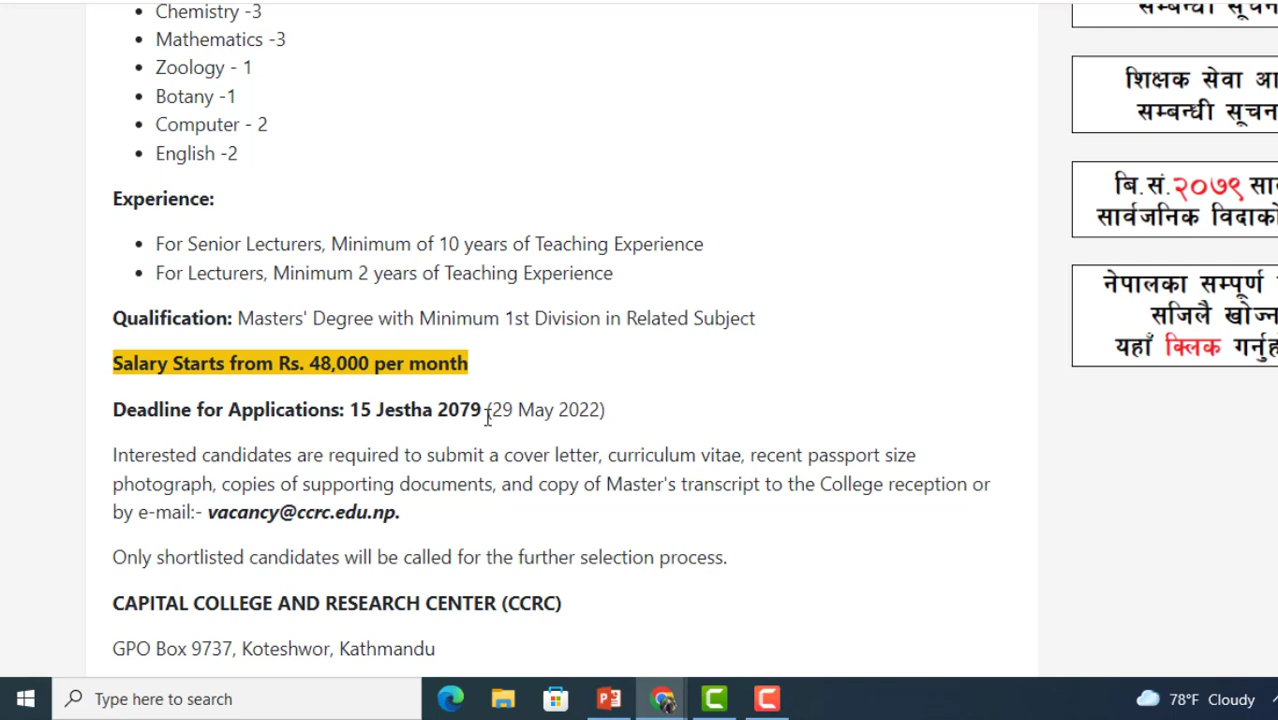 Chemistry -3
Mathematics -3
Zoology - 1
Botany -1
Computer - 2
English -2
Experience:
For Senior Lecturers, Minimum of 10 years of Teaching Experience
For Lecturers, Minimum 2 years of Teaching Experience
Qualification: Masters' Degree with Minimum 1st Division in Related Subject
Salary Starts from Rs. 48,000 per month
Deadline for Applications: 15 Jestha 2079 (29 May 2022)
Interested candidates are required to submit a cover letter, curriculum vitae, recent passport size
photograph, copies of supporting documents, and copy of Master's transcript to the College reception or
by e-mail:- vacancy@ccrc.edu.np.
Only shortlisted candidates will be called for the further selection process.
CAPITAL COLLEGE AND RESEARCH CENTER (CCRC)
GPO Box 9737, Koteshwor, Kathmandu
सम्बन्धी
शिक्षक सेवा
सम्बन्धी
बि.सं.२०७९
सार्वजनिक
नेपालका सम्पूर्ण
सजिलै
यहाँ क्लिक
Type here to search
78°F Cloudy